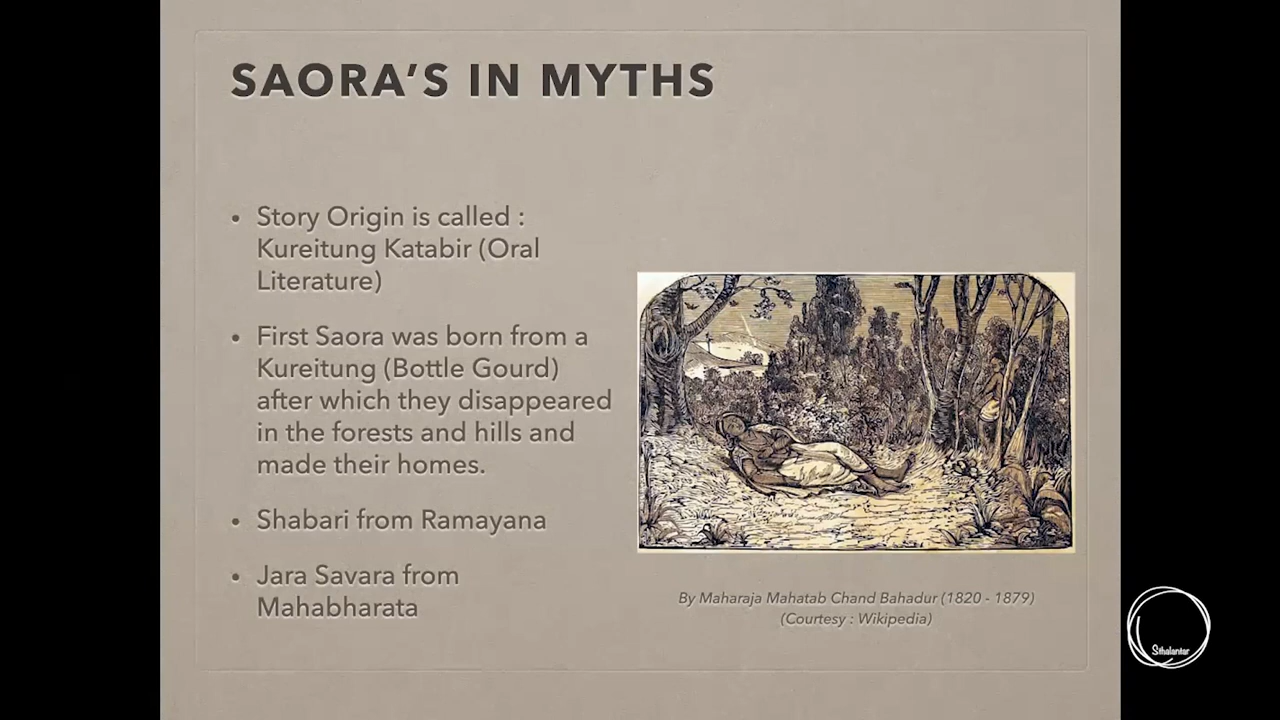 SAORA’S IN MYTHS
• Story Origin is called :
Kureitung Katabir (Oral
Literature)
• First Saora was born from a
Kureitung (Bottle Gourd)
after which they disappeared
in the forests and hills and
made their homes.
• Shabari from Ramayana
• Jara Savara from
Mahabharata
By Maharaja Mahatab Chand Bahadur (1820 - 1879)
(Courtesy : Wikipedia)
Sthalantar